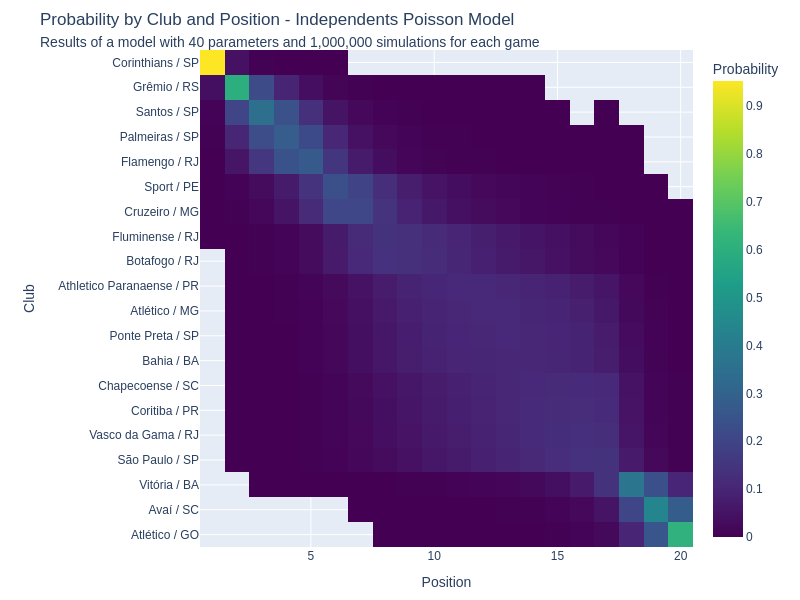 Probability by Club and Position - Independents Poisson Model
Results of a model with 40 parameters and 1,000,000 simulations for each game
Probability
Corinthians / SP
Grêmio / RS
Santos / SP
Palmeiras / SP
Flamengo / RJ
Sport / PE
Cruzeiro / MG
Fluminense / RJ
Botafogo / RJ
Athletico Paranaense / PR
Atlético / MG
Ponte Preta / SP
Bahia / BA
Chapecoense / SC
Coritiba / PR
Vasco da Gama / RJ
São Paulo / SP
Vitória / BA
Avaí / SC
Atlético / GO
Club
5
10
15
20
Position
0.9
0.8
0.7
0.6
0.5
0.4
0.3
0.2
0.1
0